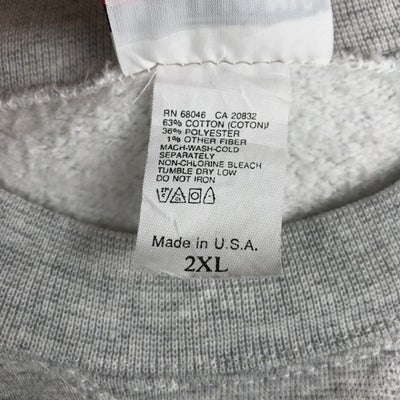 RN 68046 CA 20832
63% COTTON (COTON)/
36% POLYESTER
1% OTHER FIBER
MACH-WASH-COLD
SEPARATELY
NON-CHLORINE BLEACH
TUMBLE DRY LOW
DO NOT IRON
Made in U.S.A.
2XL